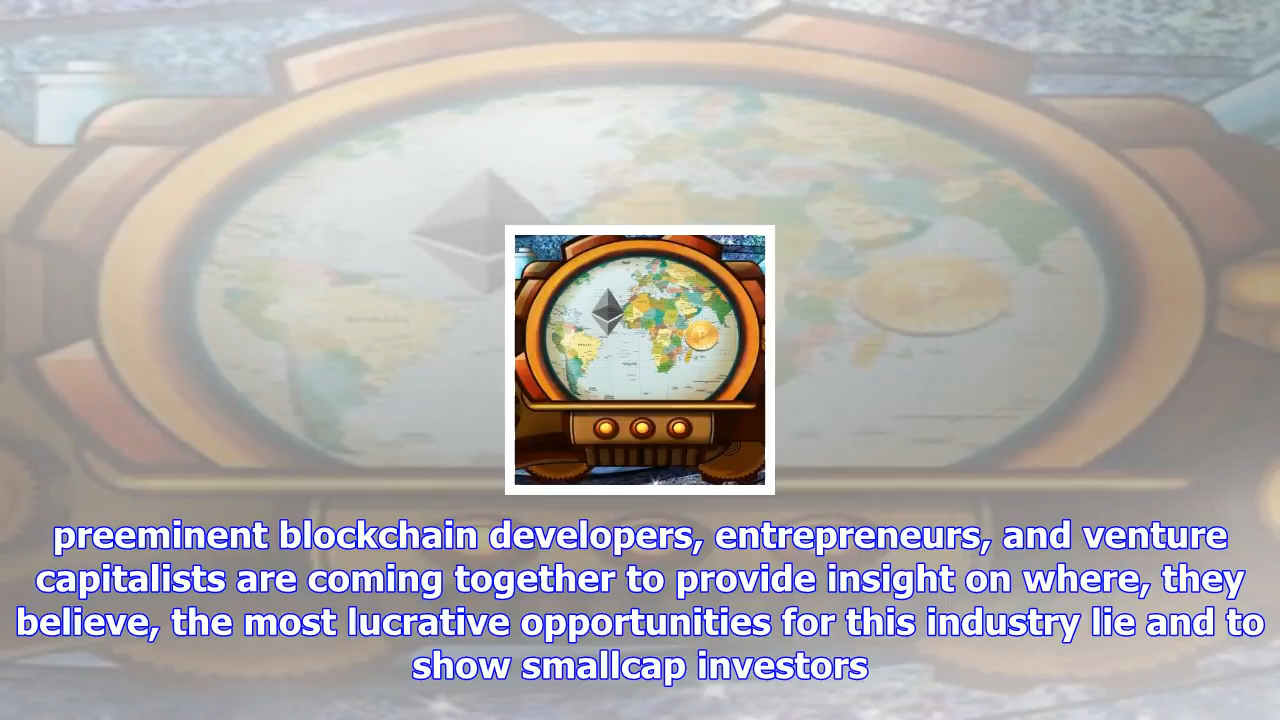 preeminent blockchain developers, entrepreneurs, and venture
capitalists are coming together to provide insight on where, they
believe, the most lucrative opportunities for this industry lie and to
show smallcap investors